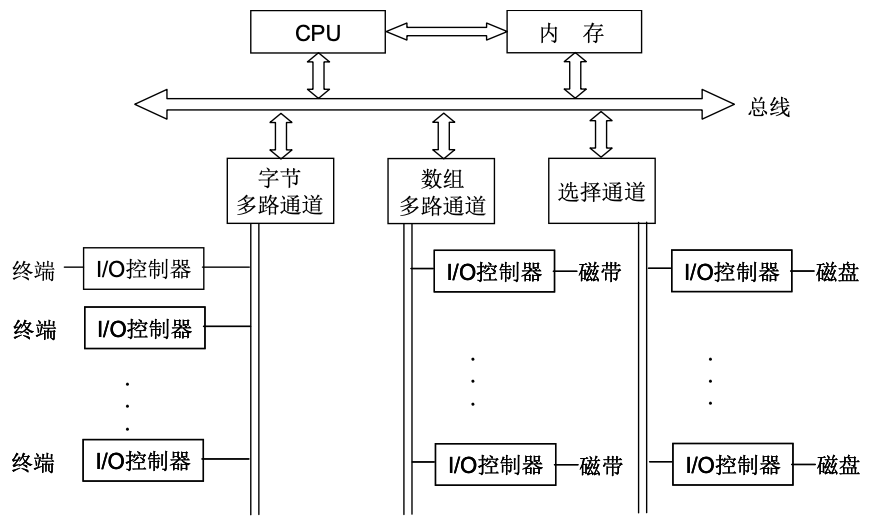 CPU
内 存
总线
字节
多路通道
数组
多路通道
选择通道
终端
I/O控制器
I/O控制器
磁带
I/O控制器
磁盘
终端
I/O控制器
终端
I/O控制器
I/O控制器
磁带
I/O控制器
磁盘